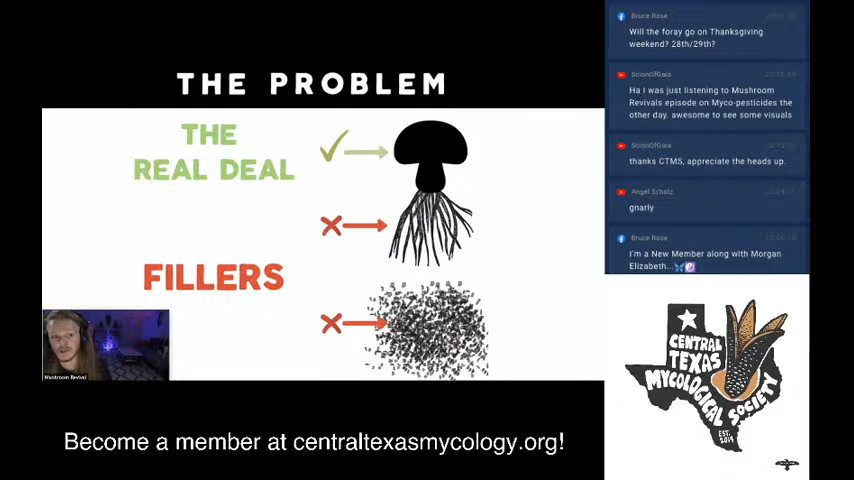 THE PROBLEM
THE
REAL DEAL
FILLERS
Mushroom Revival
Become a member at centraltexasmycology.org!
Bruce Rose
Will the foray go on Thanksgiving
weekend? 28th/29th?
ScionOfGaia
Ha I was just listening to Mushroom
Revivals episode on Myco-pesticides the
other day. awesome to see some visuals
ScionOfGaia
thanks CTMS, appreciate the heads up.
Angel Schatz
gnarly
Bruce Rose
I'm a New Member along with Morgan
Elizabeth...
CENTRAL
TEXAS
MYCOLOGICAL SOCIETY
EST.
2019